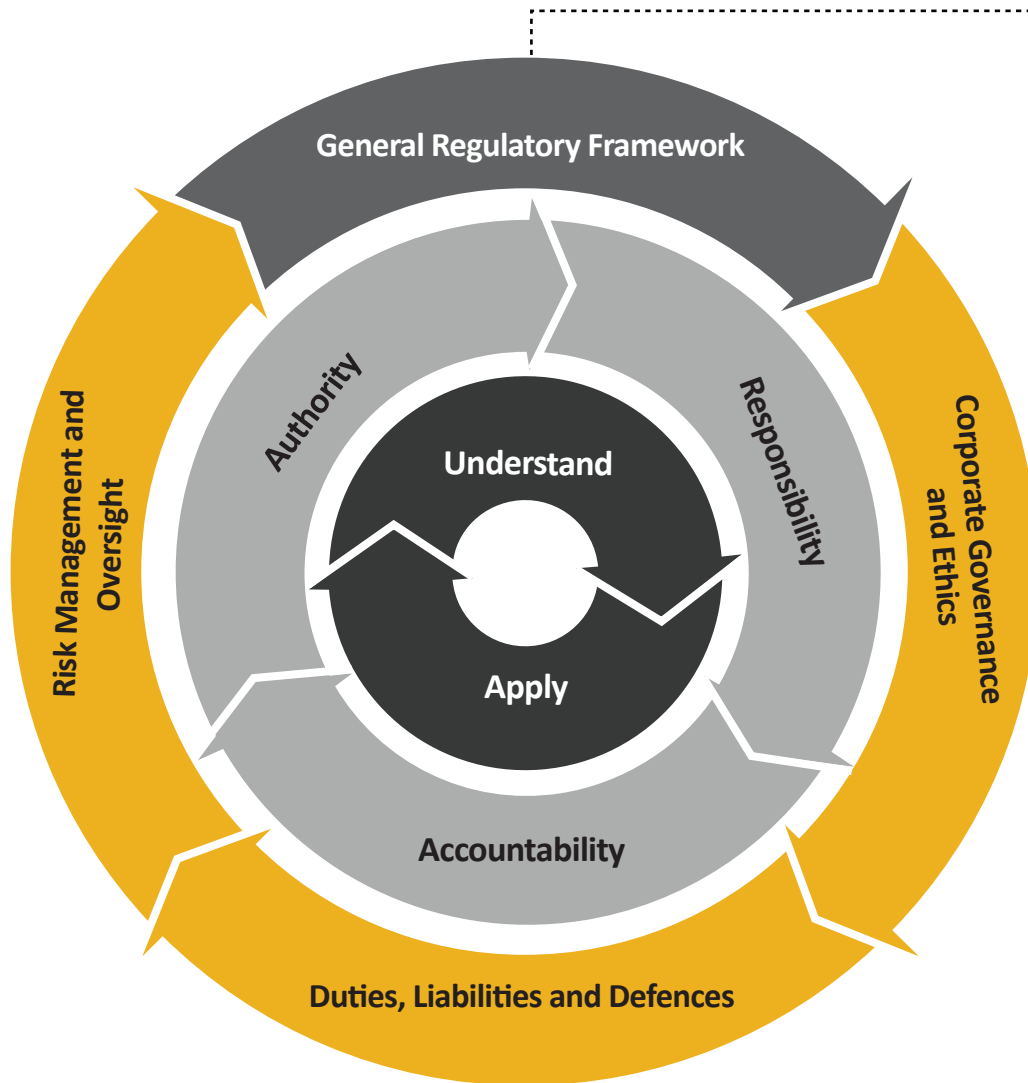 General Regulatory Framework
Authority
Responsibility
Understand
Risk Management and
Oversight
Corporate Governance
and Ethics
Apply
Accountability
Duties, Liabilities and Defences